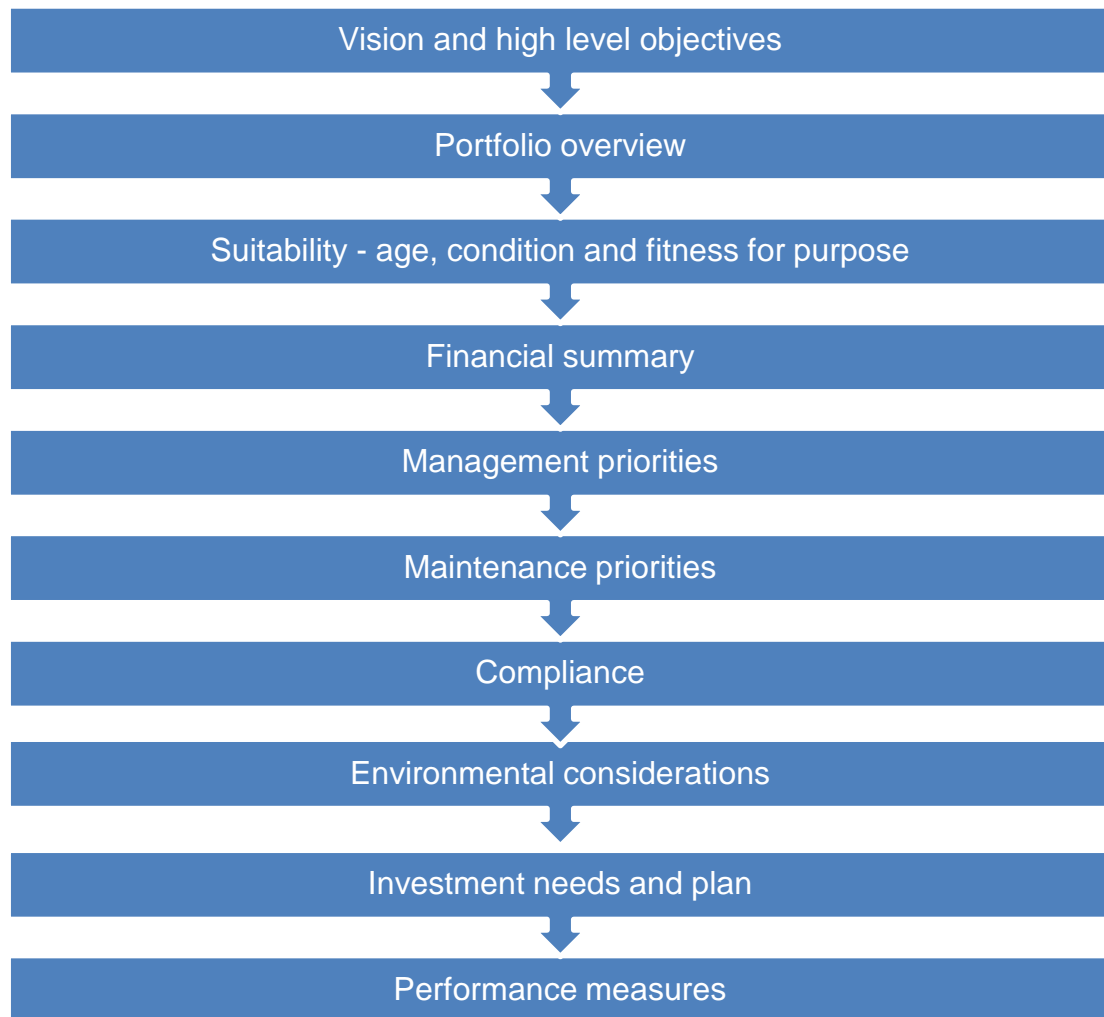 Vision and high level objectives
Portfolio overview
Suitability - age, condition and fitness for purpose
Financial summary
Management priorities
Maintenance priorities
Compliance
Environmental considerations
Investment needs and plan
Performance measures